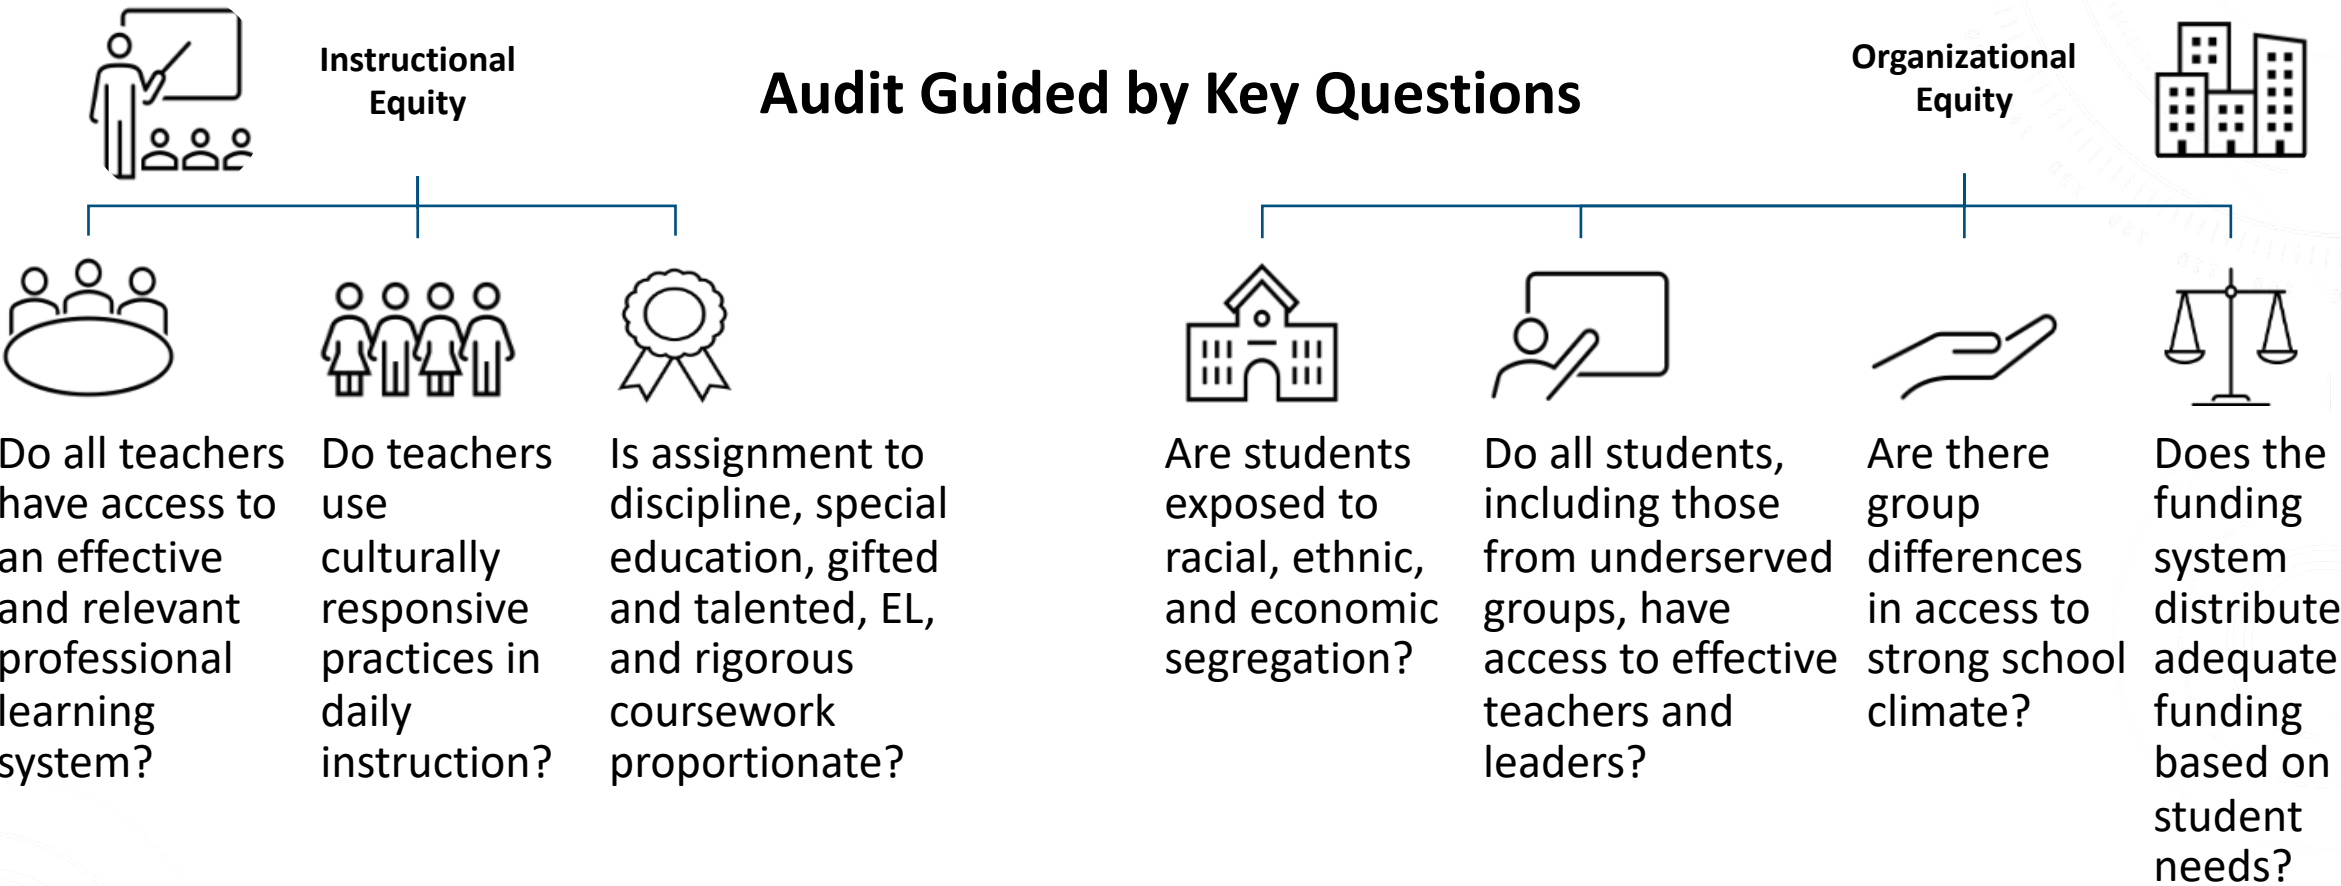 Instructional
Equity
Audit Guided by Key Questions
Organizational
Equity
Do all teachers
have access to
an effective
and relevant
professional
learning
system?
Do teachers
use
culturally
responsive
practices in
daily
instruction?
Is assignment to
discipline, special
education, gifted
and talented, EL,
and rigorous
coursework
proportionate?
Are students
exposed to
racial, ethnic,
and economic
segregation?
Do all students,
including those
from underserved
groups, have
access to effective
teachers and
leaders?
Are there
group
differences
in access to
strong school
climate?
Does the
funding
system
distribute
adequate
funding
based on
student
needs?